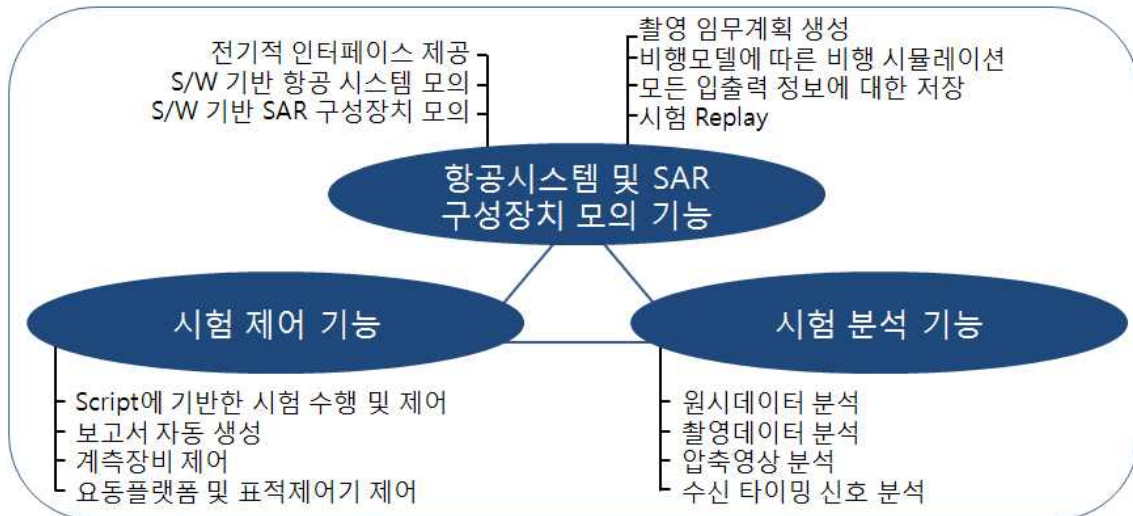 전기적 인터페이스 제공
S/W 기반 항공 시스템 모의
S/W 기반 SAR 구성장치 모의
촬영 임무계획 생성
비행모델에 따른 비행 시뮬레이션
모든 입출력 정보에 대한 저장
시험 Replay
항공시스템 및 SAR
구성장치 모의 기능
시험 제어 기능
시험 분석 기능
Script에 기반한 시험 수행 및 제어
보고서 자동 생성
계측장비 제어
요동플랫폼 및 표적제어기 제어
원시데이터 분석
촬영데이터 분석
압축영상 분석
수신 타이밍 신호 분석